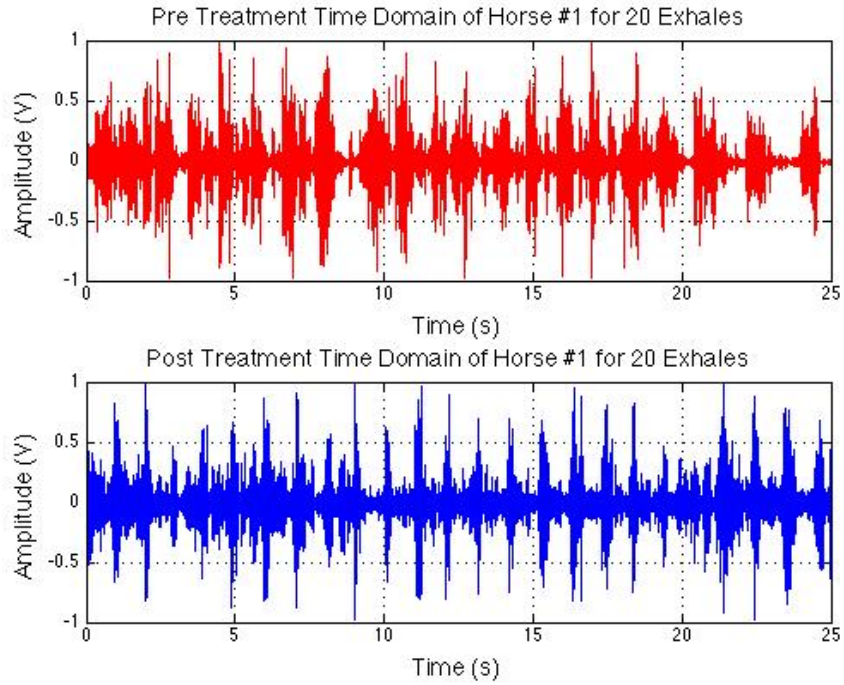 Pre Treatment Time Domain of Horse #1 for 20 Exhales
Amplitude (V)
1
0.5
0
-0.5
-1
0 5 10 15 20 25
Time (s)
Post Treatment Time Domain of Horse #1 for 20 Exhales
Amplitude (V)
1
0.5
0
-0.5
-1
0 5 10 15 20 25
Time (s)